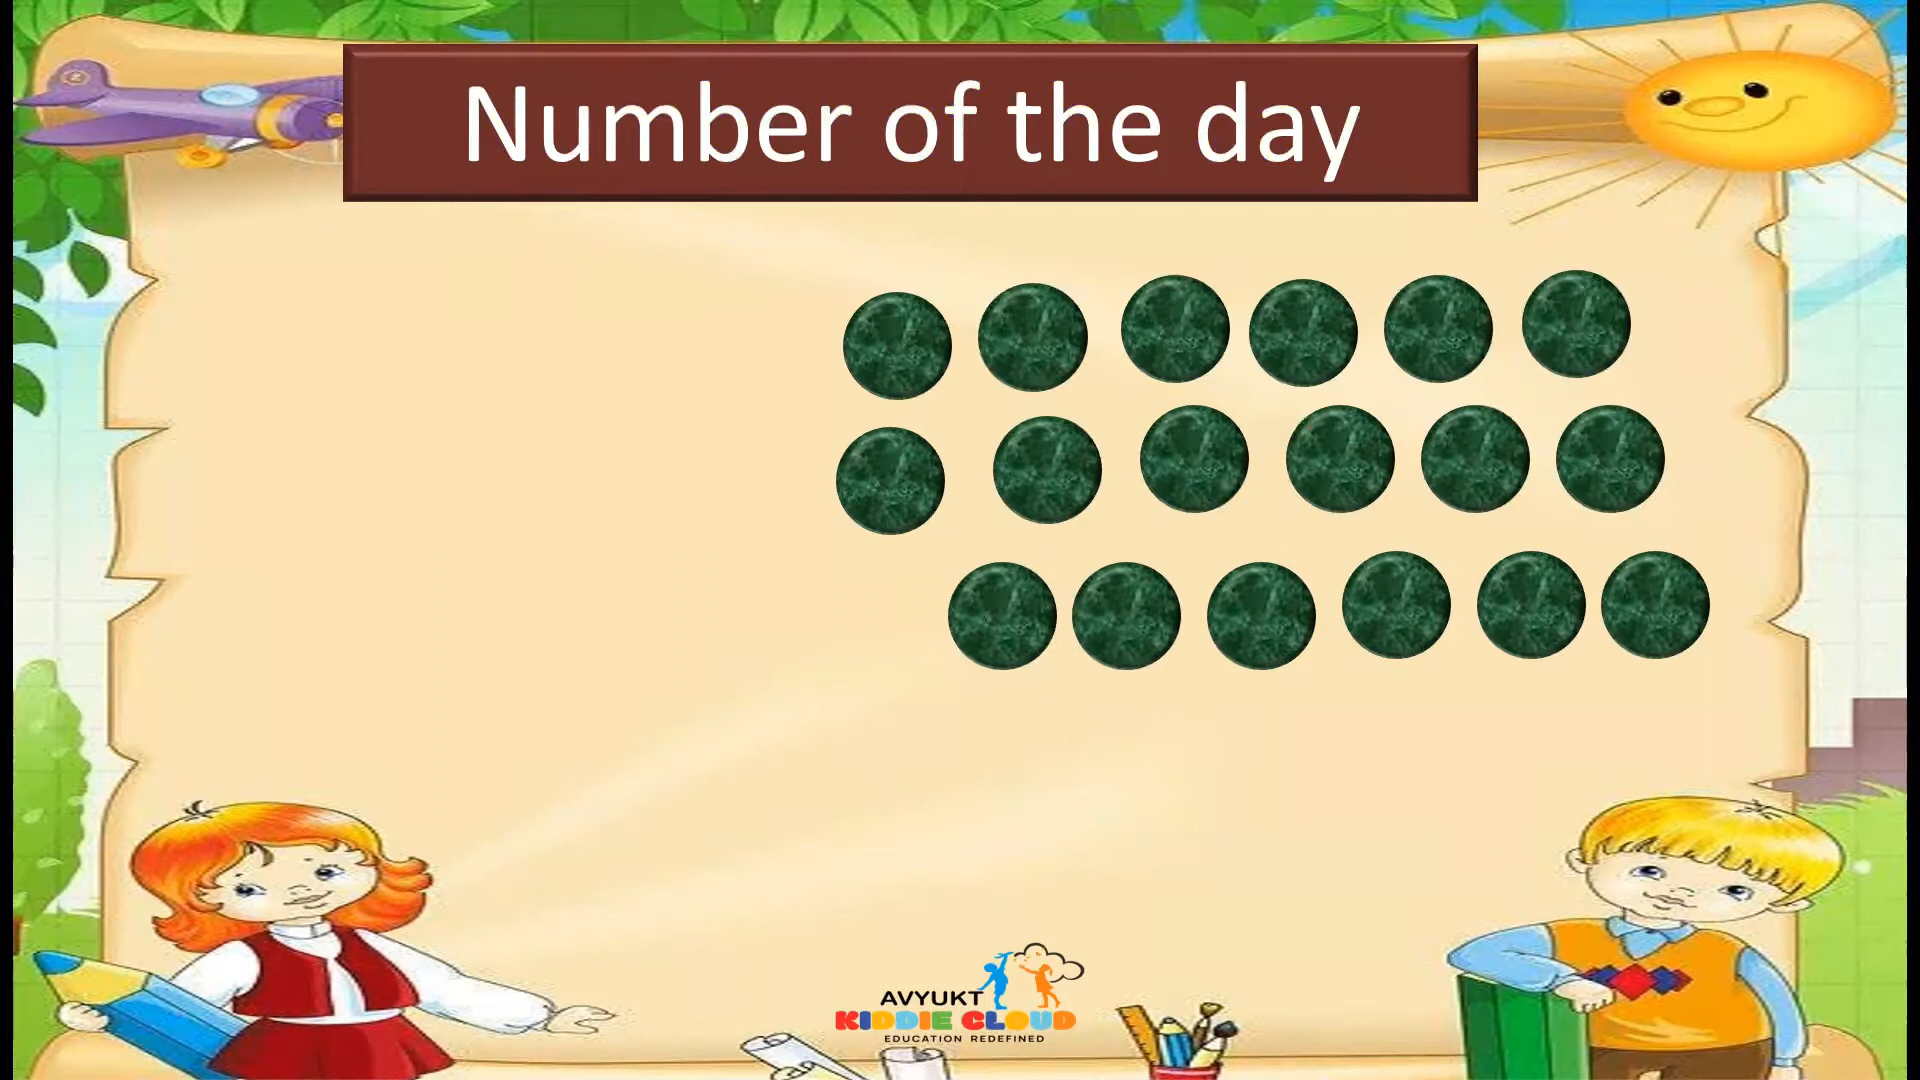 Number of the day
AVYUKT
KIDDIE CLOUD
EDUCATION REDEFINED